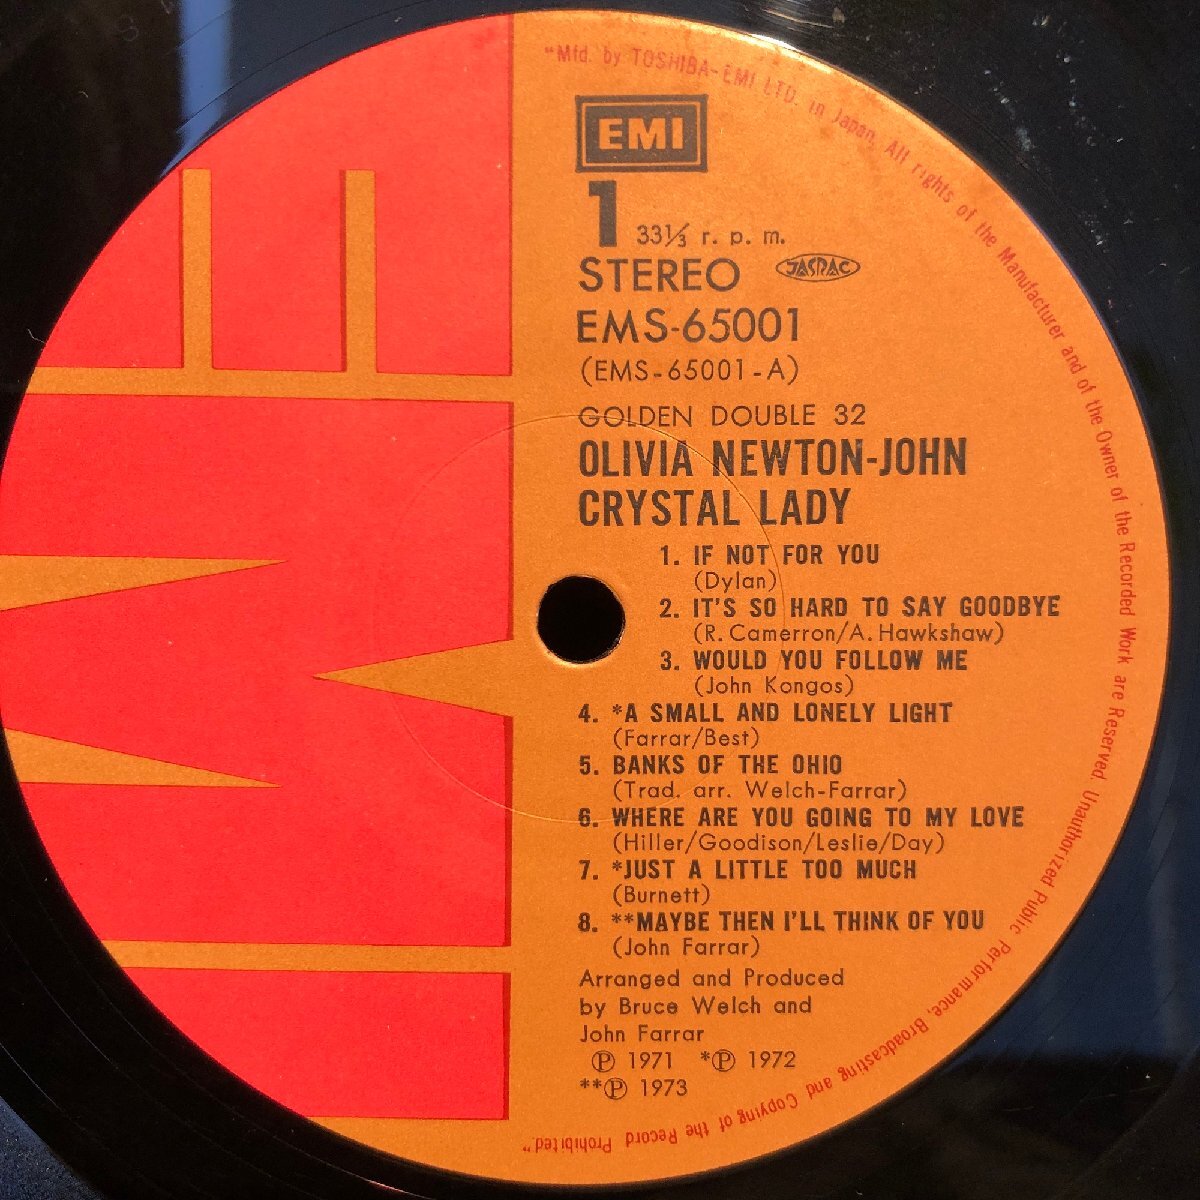 "Mfd. by TOSHIBA-EMI LTD. in Japan. All rights of the Manufacturer and of the Owner of the Recorded Work are Reserved. Unauthorized Public Performance, Broadcasting and Copying of the Record Prohibited."
EMI
1 33⅓ r. p. m.
STEREO JASRAC
EMS-65001
(EMS-65001-A)
GOLDEN DOUBLE 32
OLIVIA NEWTON-JOHN
CRYSTAL LADY
1. IF NOT FOR YOU
(Dylan)
2. IT'S SO HARD TO SAY GOODBYE
(R. Camerron/A. Hawkshaw)
3. WOULD YOU FOLLOW ME
(John Kongos)
4. *A SMALL AND LONELY LIGHT
(Farrar/Best)
5. BANKS OF THE OHIO
(Trad. arr. Welch-Farrar)
6. WHERE ARE YOU GOING TO MY LOVE
(Hiller/Goodison/Leslie/Day)
7. *JUST A LITTLE TOO MUCH
(Burnett)
8. **MAYBE THEN I'LL THINK OF YOU
(John Farrar)
Arranged and Produced
by Bruce Welch and
John Farrar
Ⓟ 1971 *Ⓟ 1972
**Ⓟ 1973